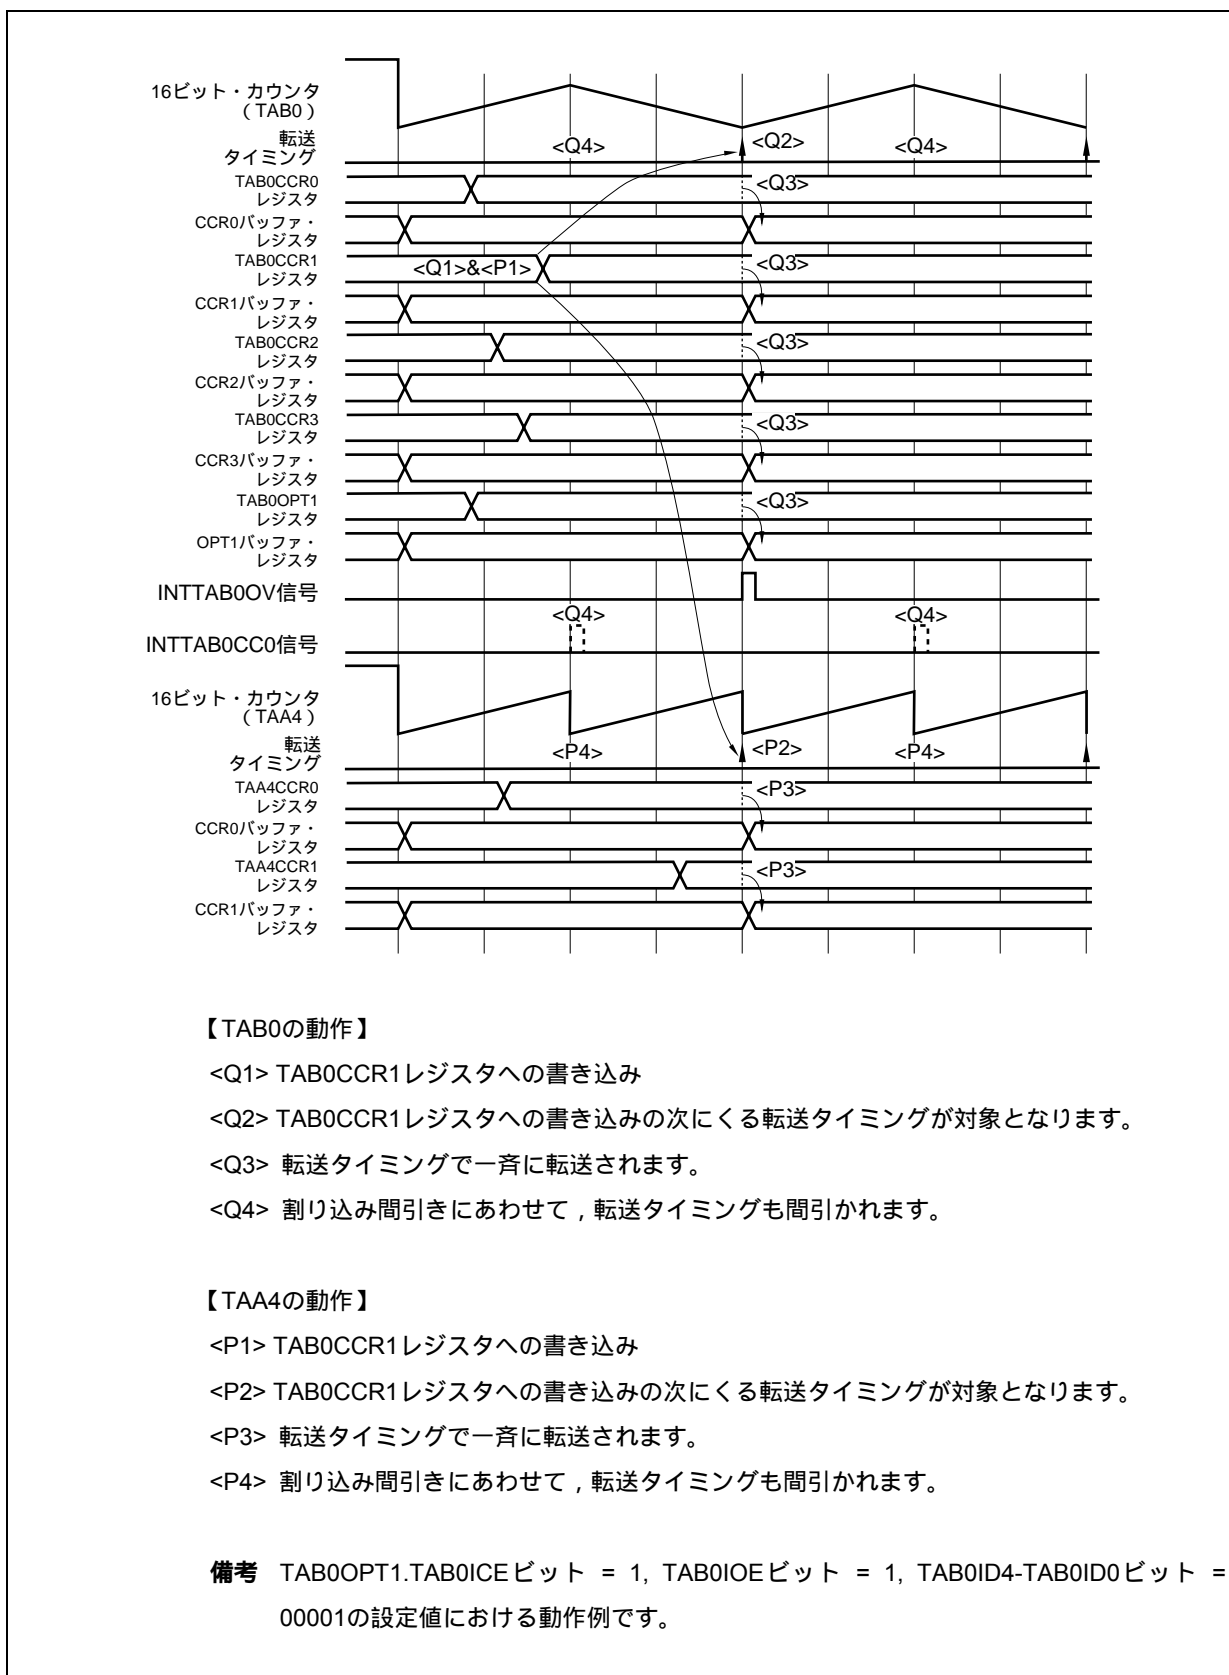 16ビット・カウンタ
（TAB0）
転送
タイミング
<Q4>
<Q2>
<Q4>
TAB0CCR0
レジスタ
<Q3>
CCR0バッファ・
レジスタ
TAB0CCR1
レジスタ
<Q1>&<P1>
<Q3>
CCR1バッファ・
レジスタ
TAB0CCR2
レジスタ
<Q3>
CCR2バッファ・
レジスタ
TAB0CCR3
レジスタ
<Q3>
CCR3バッファ・
レジスタ
TAB0OPT1
レジスタ
<Q3>
OPT1バッファ・
レジスタ
INTTAB0OV信号
<Q4>
<Q4>
INTTAB0CC0信号
16ビット・カウンタ
（TAA4）
転送
タイミング
<P4>
<P2>
<P4>
TAA4CCR0
レジスタ
<P3>
CCR0バッファ・
レジスタ
TAA4CCR1
レジスタ
<P3>
CCR1バッファ・
レジスタ
【TAB0の動作】
<Q1> TAB0CCR1レジスタへの書き込み
<Q2> TAB0CCR1レジスタへの書き込みの次にくる転送タイミングが対象となります。
<Q3> 転送タイミングで一斉に転送されます。
<Q4> 割り込み間引きにあわせて，転送タイミングも間引かれます。
【TAA4の動作】
<P1> TAB0CCR1レジスタへの書き込み
<P2> TAB0CCR1レジスタへの書き込みの次にくる転送タイミングが対象となります。
<P3> 転送タイミングで一斉に転送されます。
<P4> 割り込み間引きにあわせて，転送タイミングも間引かれます。
備考 TAB0OPT1.TAB0ICEビット = 1, TAB0IOEビット = 1, TAB0ID4-TAB0ID0ビット =
00001の設定値における動作例です。